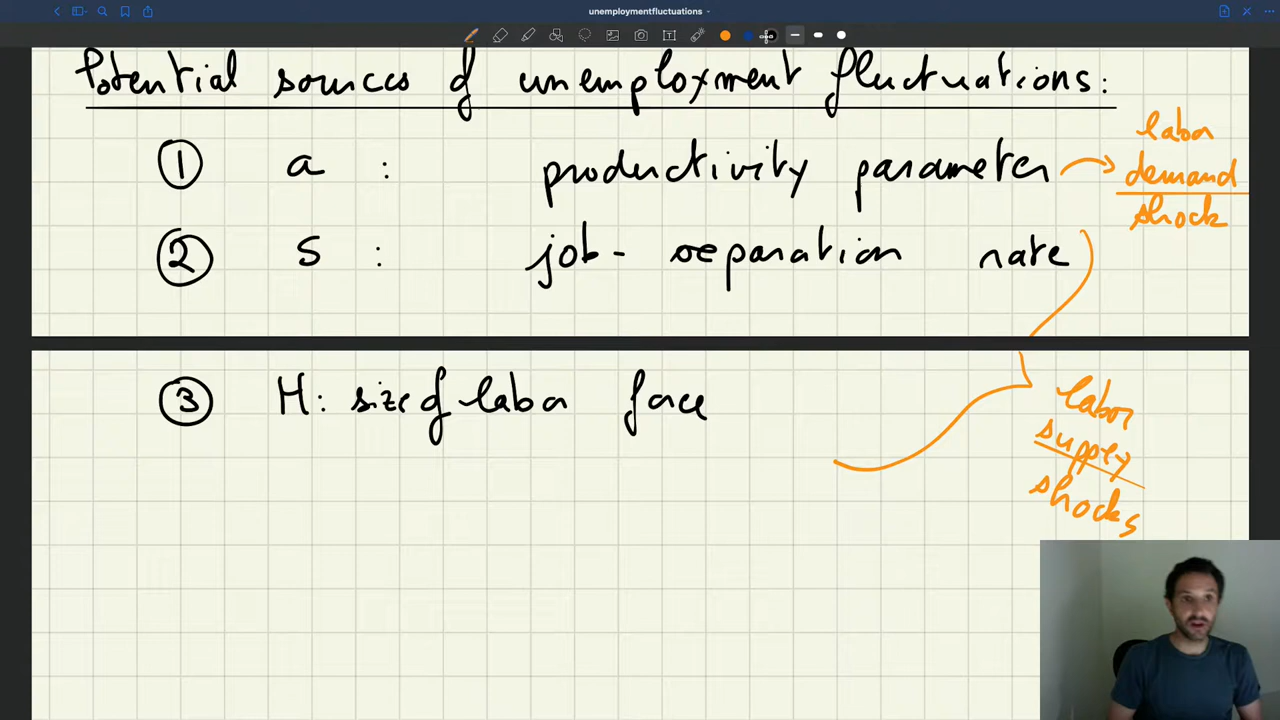 unemploymentfluctuations
Potential sources of unemployment fluctuations:
① a : productivity parameter
labor
demand
shock
② s : job-separation rate
③ H: size of labor force
labor
supply
shocks